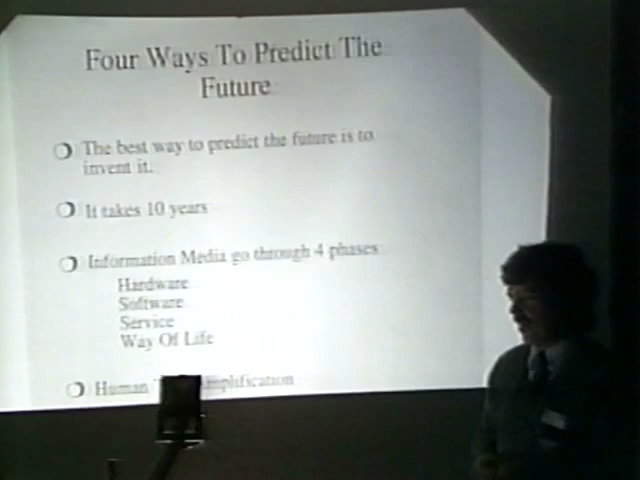 Four Ways To Predict The
Future
The best way to predict the future is to
invent it.
It takes 10 years
Information Media go through 4 phases
Hardware
Software
Service
Way Of Life
Human